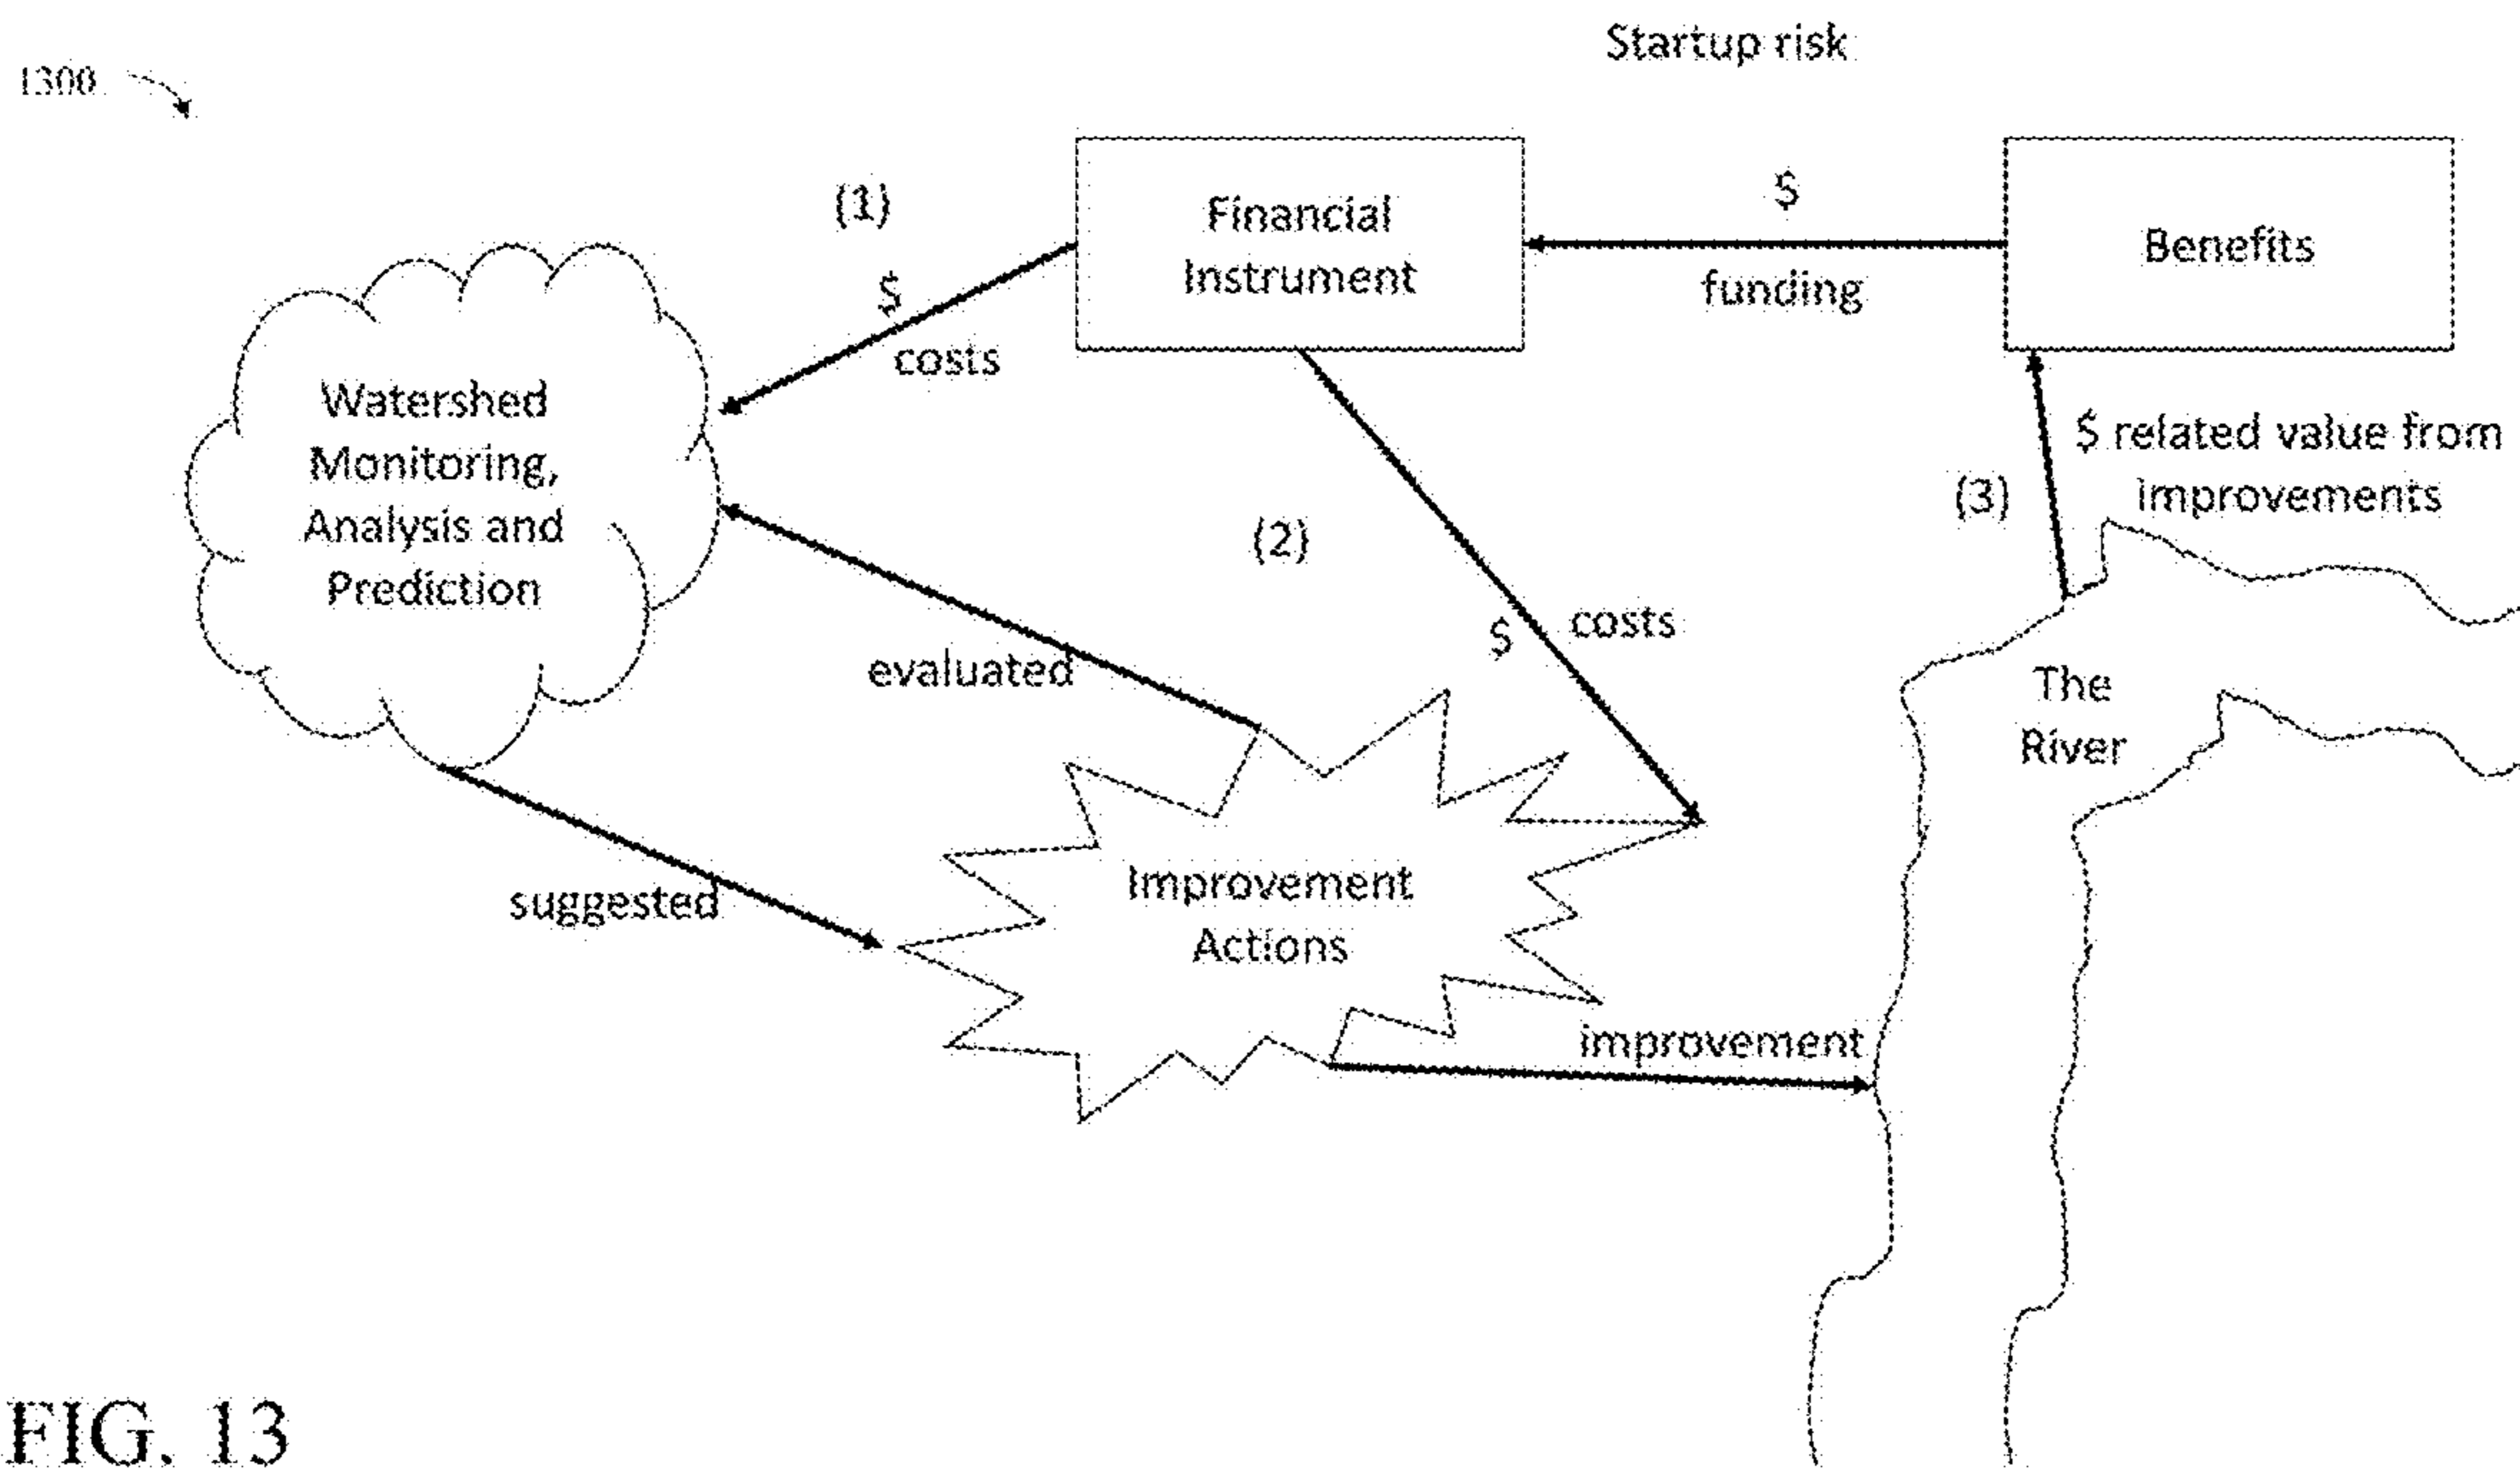 Startup risk
1300
(1)
$
costs
Financial
Instrument
$
funding
Benefits
Watershed
Monitoring,
Analysis and
Prediction
$ related value from
improvements
(3)
(2)
$
costs
evaluated
The
River
suggested
Improvement
Actions
improvement
FIG. 13